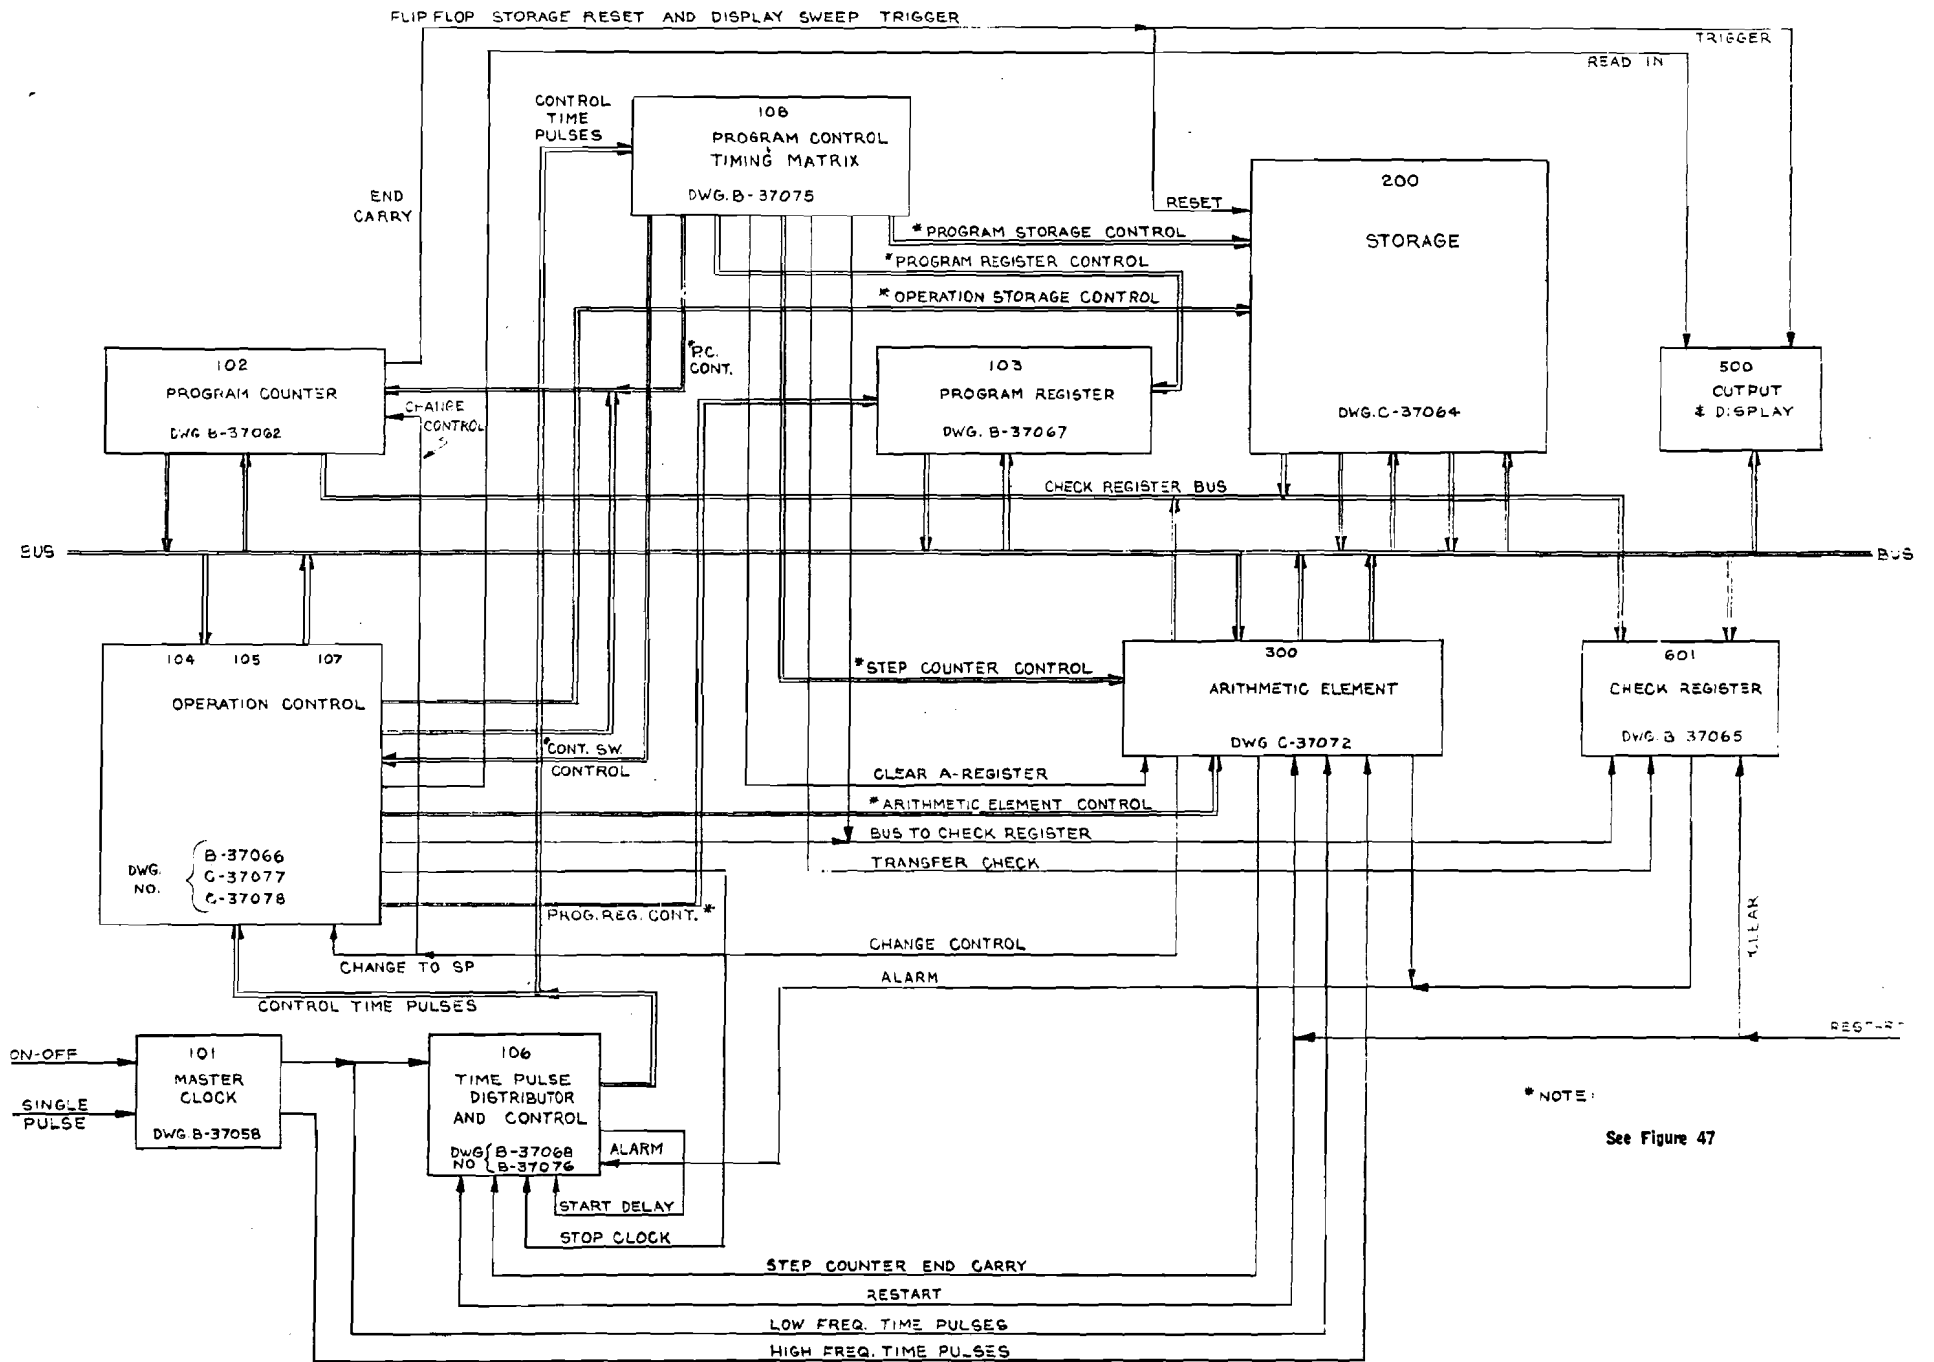 FLIP FLOP STORAGE RESET AND DISPLAY SWEEP TRIGGER
TRIGGER
READ IN
CONTROL
TIME
PULSES
108
PROGRAM CONTROL
TIMING MATRIX
DWG. B-37075
END
CARRY
200
STORAGE
DWG. C-37064
RESET
*PROGRAM STORAGE CONTROL
*PROGRAM REGISTER CONTROL
*OPERATION STORAGE CONTROL
102
PROGRAM COUNTER
DWG. B-37062
*P.C.
CONT.
CHANGE
CONTROL
103
PROGRAM REGISTER
DWG. B-37067
500
OUTPUT
& DISPLAY
CHECK REGISTER BUS
BUS
BUS
104 105 107
OPERATION CONTROL
DWG.
NO.
B-37066
C-37077
C-37078
*STEP COUNTER CONTROL
300
ARITHMETIC ELEMENT
DWG C-37072
601
CHECK REGISTER
DWG. B 37065
*CONT. SW.
CONTROL
CLEAR A-REGISTER
*ARITHMETIC ELEMENT CONTROL
BUS TO CHECK REGISTER
TRANSFER CHECK
PROG. REG. CONT.*
CLEAR
CHANGE CONTROL
CHANGE TO SP
ALARM
CONTROL TIME PULSES
RESTART
ON-OFF
SINGLE
PULSE
101
MASTER
CLOCK
DWG. B-37058
106
TIME PULSE
DISTRIBUTOR
AND CONTROL
DWG
NO
B-37068
B-37076
ALARM
START DELAY
STOP CLOCK
*NOTE:
See Figure 47
STEP COUNTER END CARRY
RESTART
LOW FREQ. TIME PULSES
HIGH FREQ. TIME PULSES